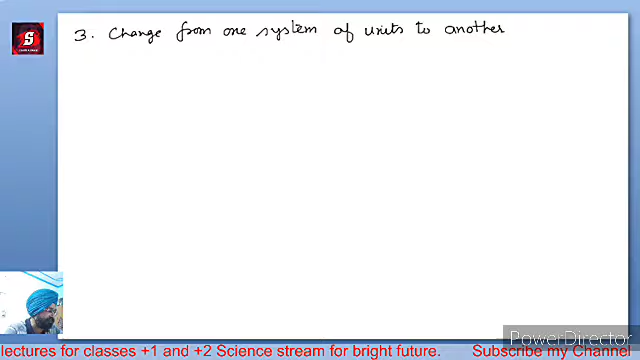 3. Change from one system of units to another
S
PowerDirector
lectures for classes +1 and +2 Science stream for bright future. Subscribe my Channel